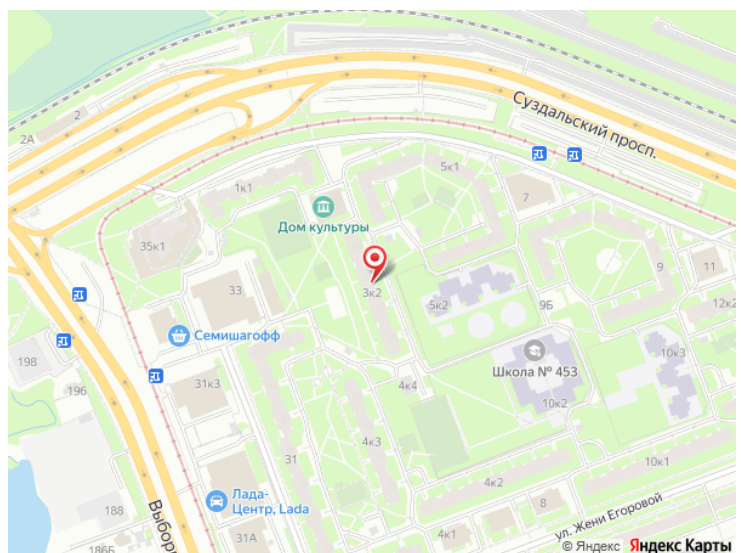 2
2А
Суздальский просп.
5к1
1к1
7
Дом культуры
35к1
9
11
33
3к2
5к2
9Б
12к2
Семишагофф
198
Школа № 453
10к3
196
31к3
4к4
10к2
31
4к3
10к1
4к2
Лада-
Центр, Lada
188
8
ул. Жени Егоровой
Выбор
31А
4к1
186Б
© Яндекс Яндекс Карты